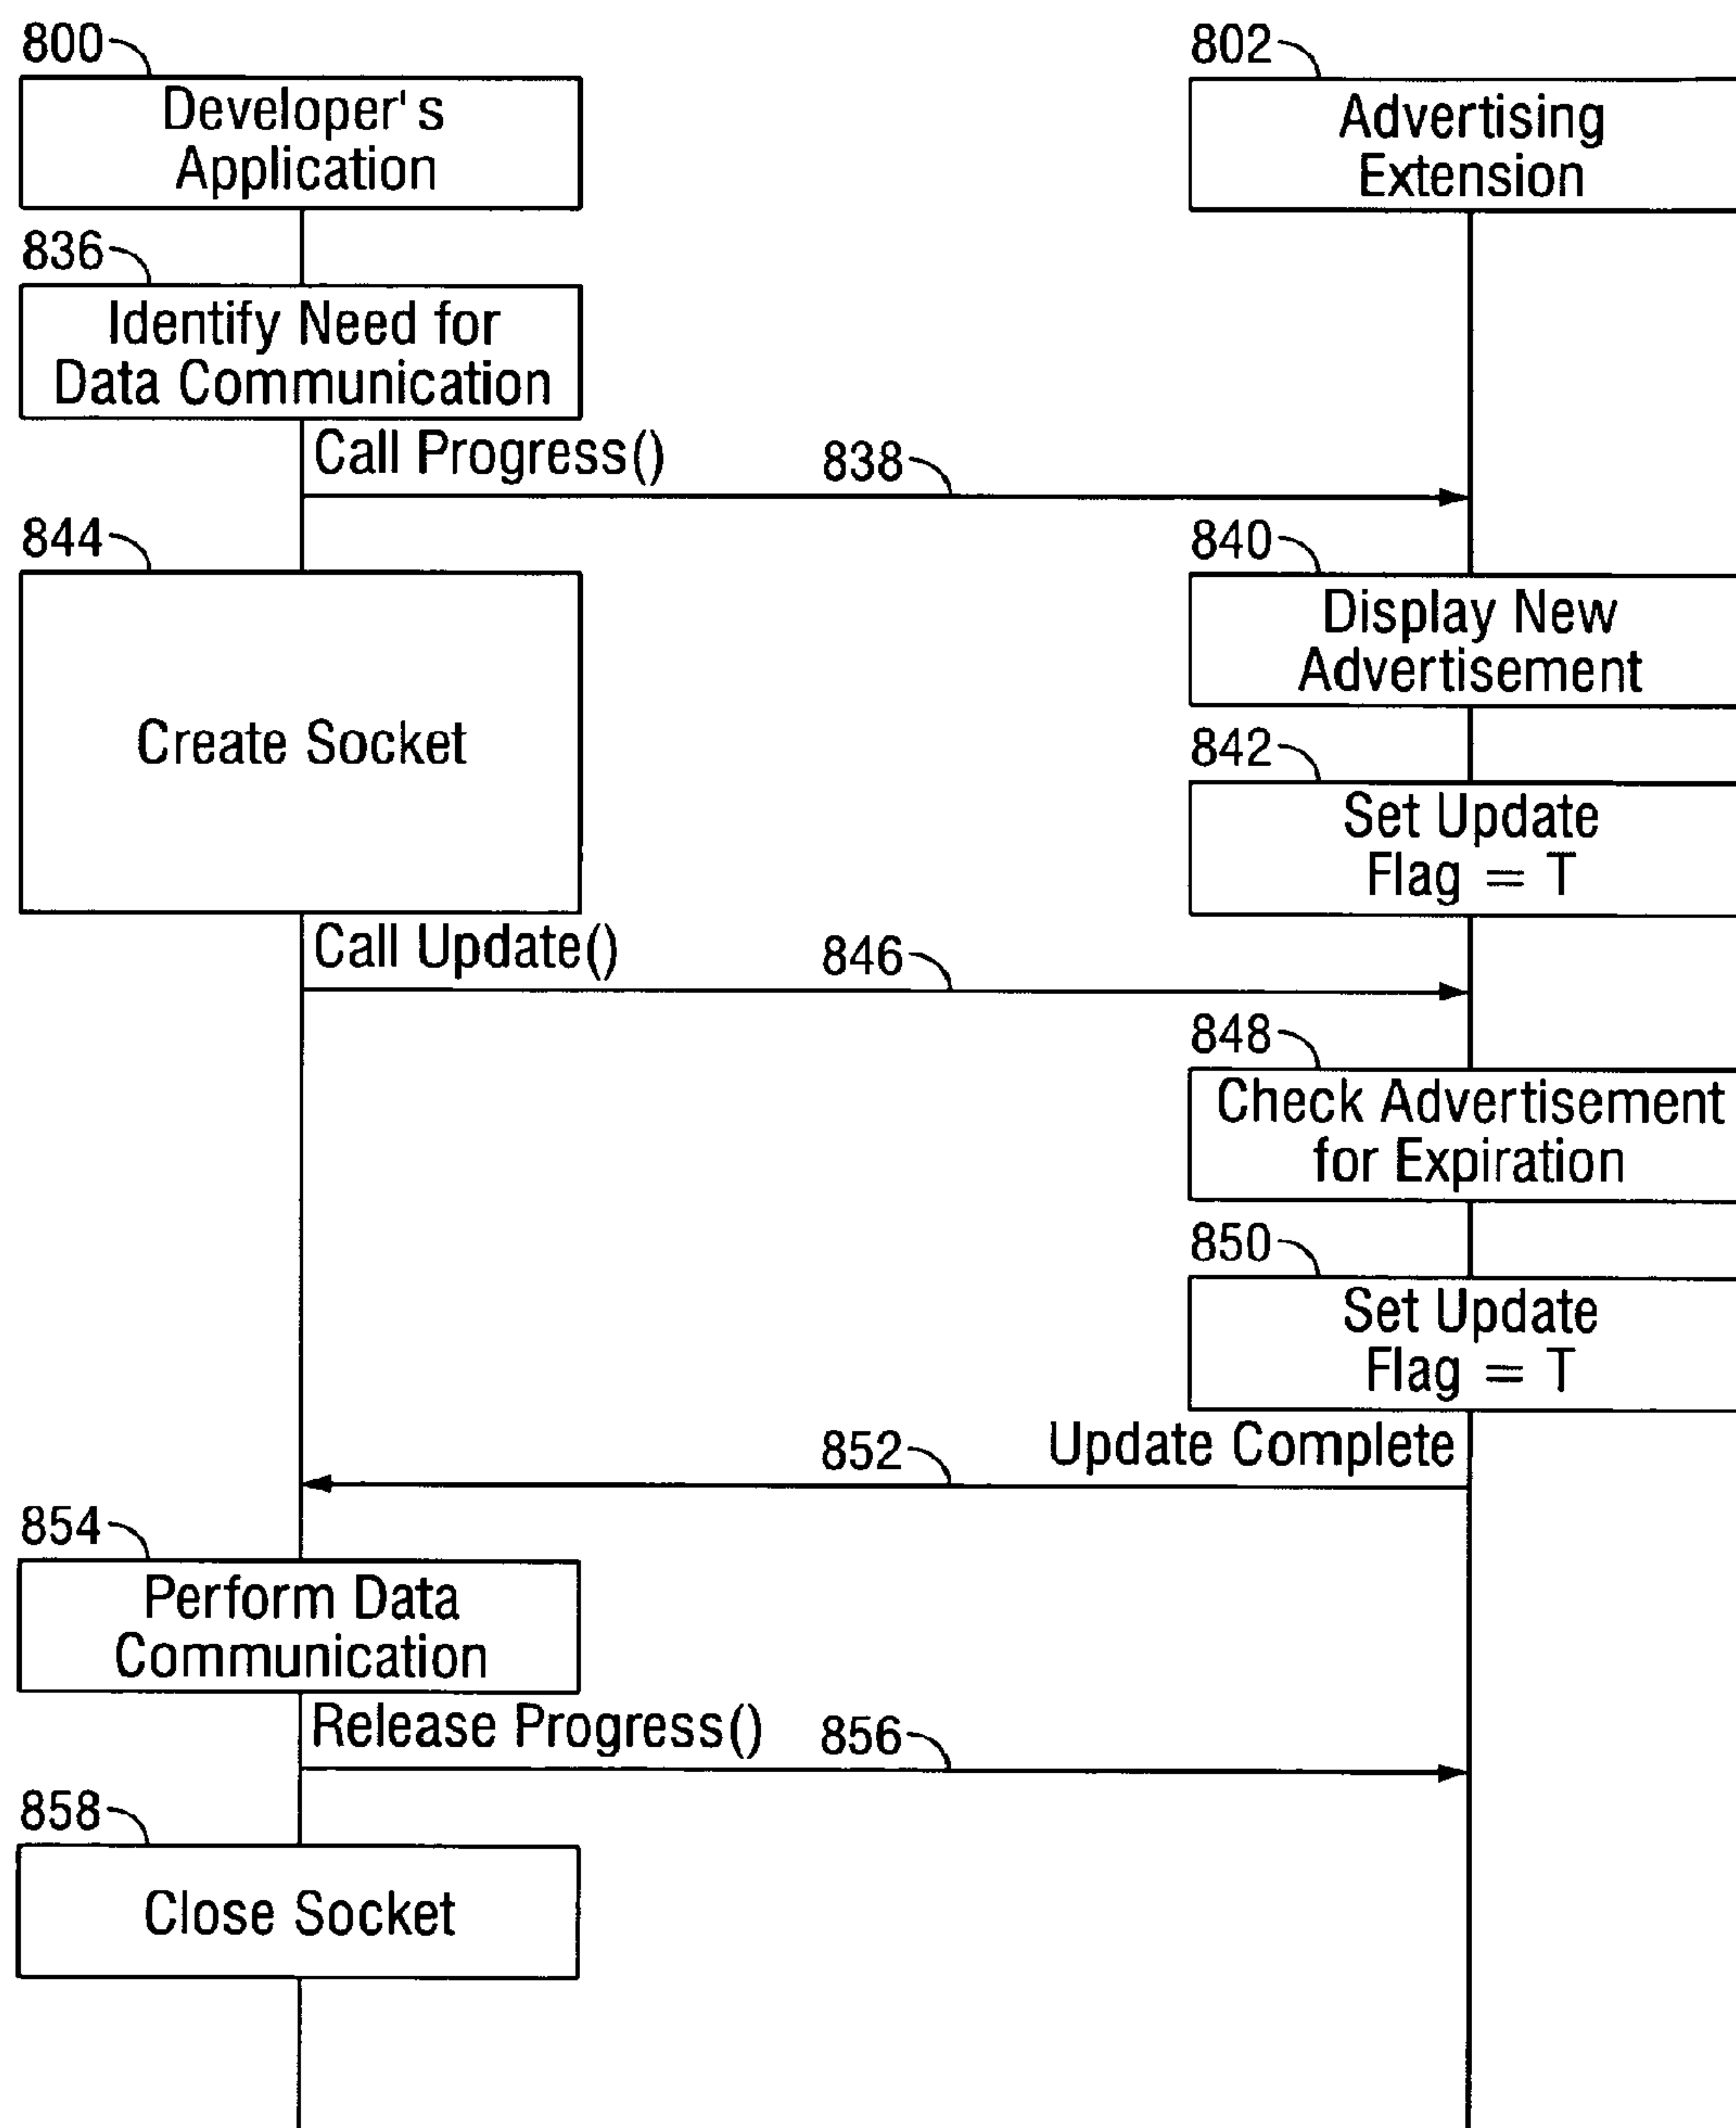 800
802
Developer's
Application
Advertising
Extension
836
Identify Need for
Data Communication
Call Progress()
838
844
840
Create Socket
Display New
Advertisement
842
Set Update
Flag = T
Call Update()
846
848
Check Advertisement
for Expiration
850
Set Update
Flag = T
852
Update Complete
854
Perform Data
Communication
Release Progress()
856
858
Close Socket